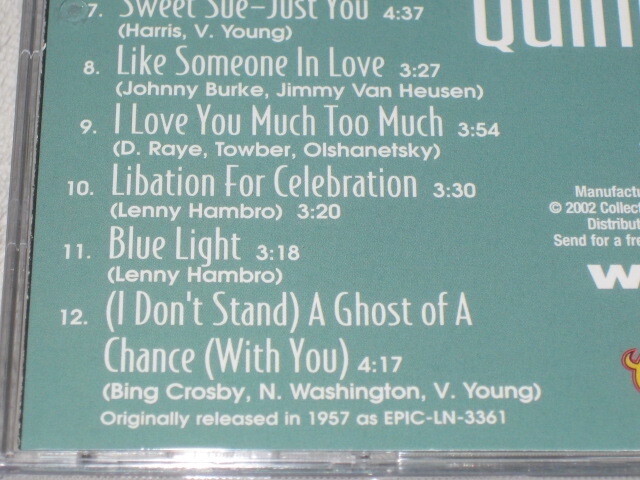 7. Sweet Sue–Just You 4:37
(Harris, V. Young)
8. Like Someone In Love 3:27
(Johnny Burke, Jimmy Van Heusen)
9. I Love You Much Too Much 3:54
(D. Raye, Towber, Olshanetsky)
10. Libation For Celebration 3:30
(Lenny Hambro) 3:20
11. Blue Light 3:18
(Lenny Hambro)
12. (I Don't Stand) A Ghost of A
Chance (With You) 4:17
(Bing Crosby, N. Washington, V. Young)
Originally released in 1957 as EPIC-LN-3361
Manufactu
© 2002 Collect
Distribut
Send for a fre